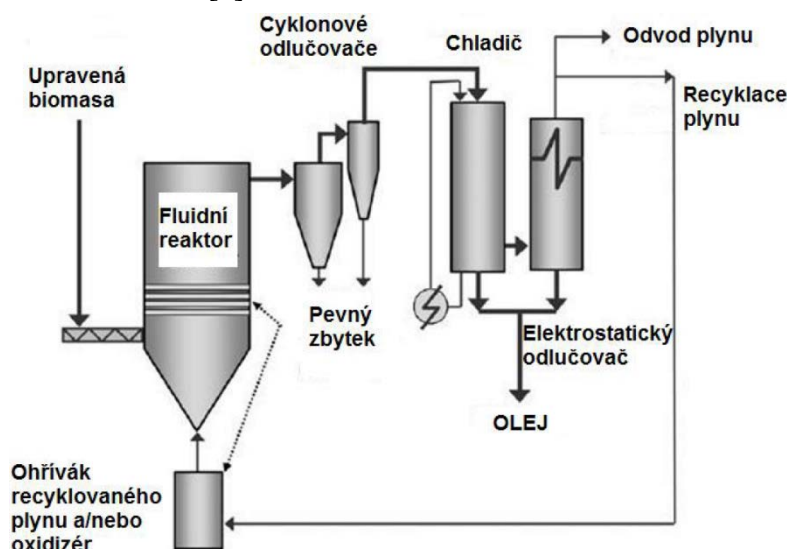 Cyklonové
odlučovače
Chladič
Odvod plynu
Upravená
biomasa
Recyklace
plynu
Fluidní
reaktor
Pevný
zbytek
Elektrostatický
odlučovač
OLEJ
Ohřívák
recyklovaného
plynu a/nebo
oxidizér